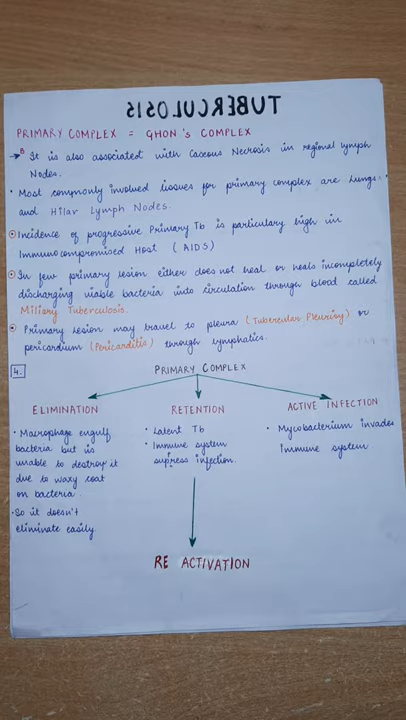 TUBERCULOSIS
PRIMARY COMPLEX = GHON's COMPLEX
→ It is also associated with Caseous Necrosis in regional lymph
Nodes.
• Most commonly involved tissues for primary complex are lungs
and Hilar Lymph Nodes.
Incidence of progressive Primary Tb is particulary high in
Immunocompromised Host (AIDS)
In few primary lesion either does not heal or heals incompletely
discharging viable bacteria into circulation through blood called
Miliary Tuberculosis.
Primary lesion may travel to pleura (Tubercular Pleurisy) or
pericardium (Pericarditis) through lymphatics.
4. PRIMARY COMPLEX
ELIMINATION RETENTION ACTIVE INFECTION
• Macrophage engulf
bacteria but is
unable to destroy it
due to waxy coat
on bacteria.
• So it doesn't
eliminate easily.
• Latent Tb
• Immune system
supress infection.
• Mycobacterium invades
Immune system.
RE ACTIVATION